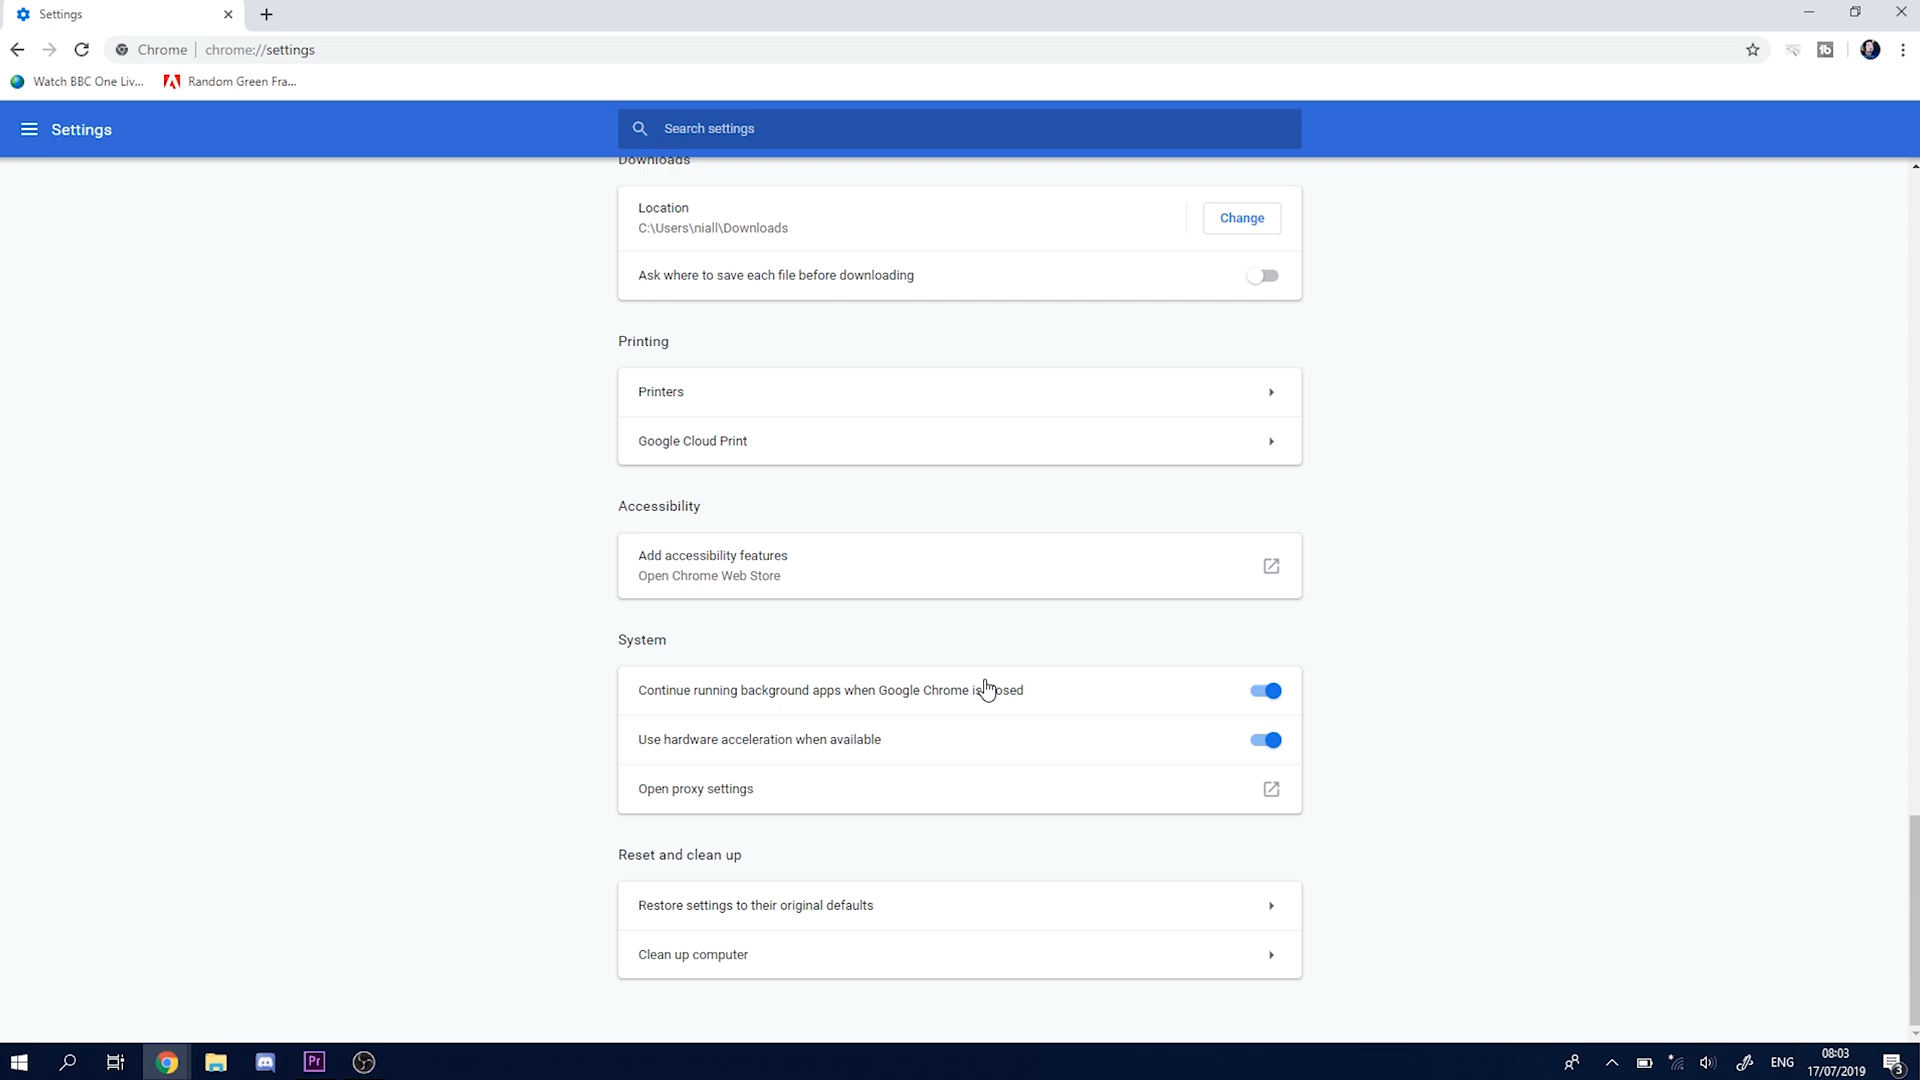 Settings
Chrome | chrome://settings
Watch BBC One Liv...
Random Green Fra...
Settings
Search settings
Downloads
Location
C:\Users\niall\Downloads
Change
Ask where to save each file before downloading
Printing
Printers
Google Cloud Print
Accessibility
Add accessibility features
Open Chrome Web Store
System
Continue running background apps when Google Chrome is closed
Use hardware acceleration when available
Open proxy settings
Reset and clean up
Restore settings to their original defaults
Clean up computer
Pr
ENG
08:03
17/07/2019
3